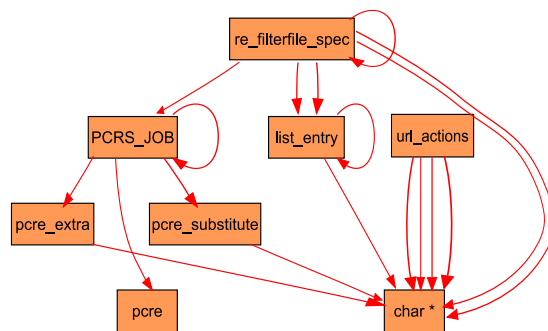 re_filterfile_spec
PCRS_JOB
list_entry
url_actions
pcre_extra
pcre_substitute
pcre
char *